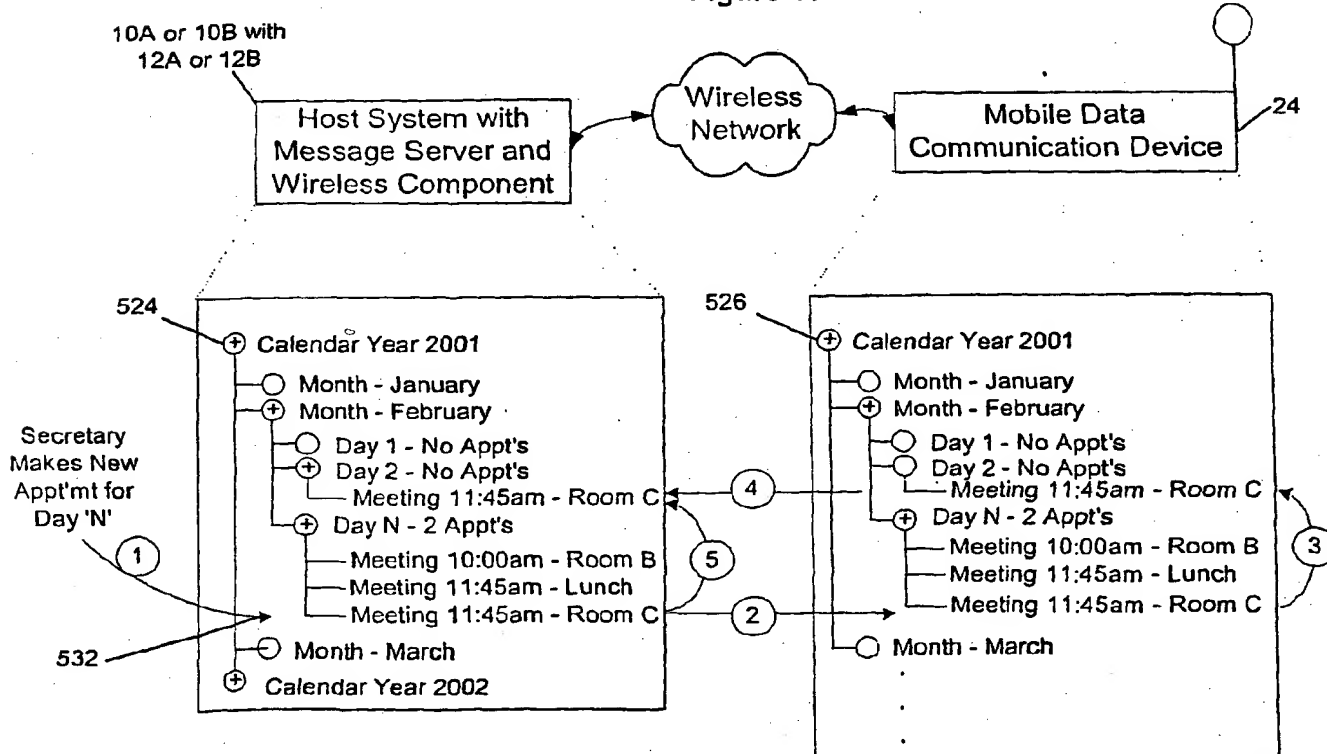 10A or 10B with
12A or 12B
Host System with
Message Server and
Wireless Component
Wireless
Network
Mobile Data
Communication Device
24
524
Calendar Year 2001
Month - January
Month - February
Day 1 - No Appt's
Day 2 - No Appt's
Meeting 11:45am - Room C
Day N - 2 Appt's
Meeting 10:00am - Room B
Meeting 11:45am - Lunch
Meeting 11:45am - Room C
Month - March
Calendar Year 2002
Secretary
Makes New
Appt'mt for
Day 'N'
1
532
4
5
2
526
Calendar Year 2001
Month - January
Month - February
Day 1 - No Appt's
Day 2 - No Appt's
Meeting 11:45am - Room C
Day N - 2 Appt's
Meeting 10:00am - Room B
Meeting 11:45am - Lunch
Meeting 11:45am - Room C
Month - March
3